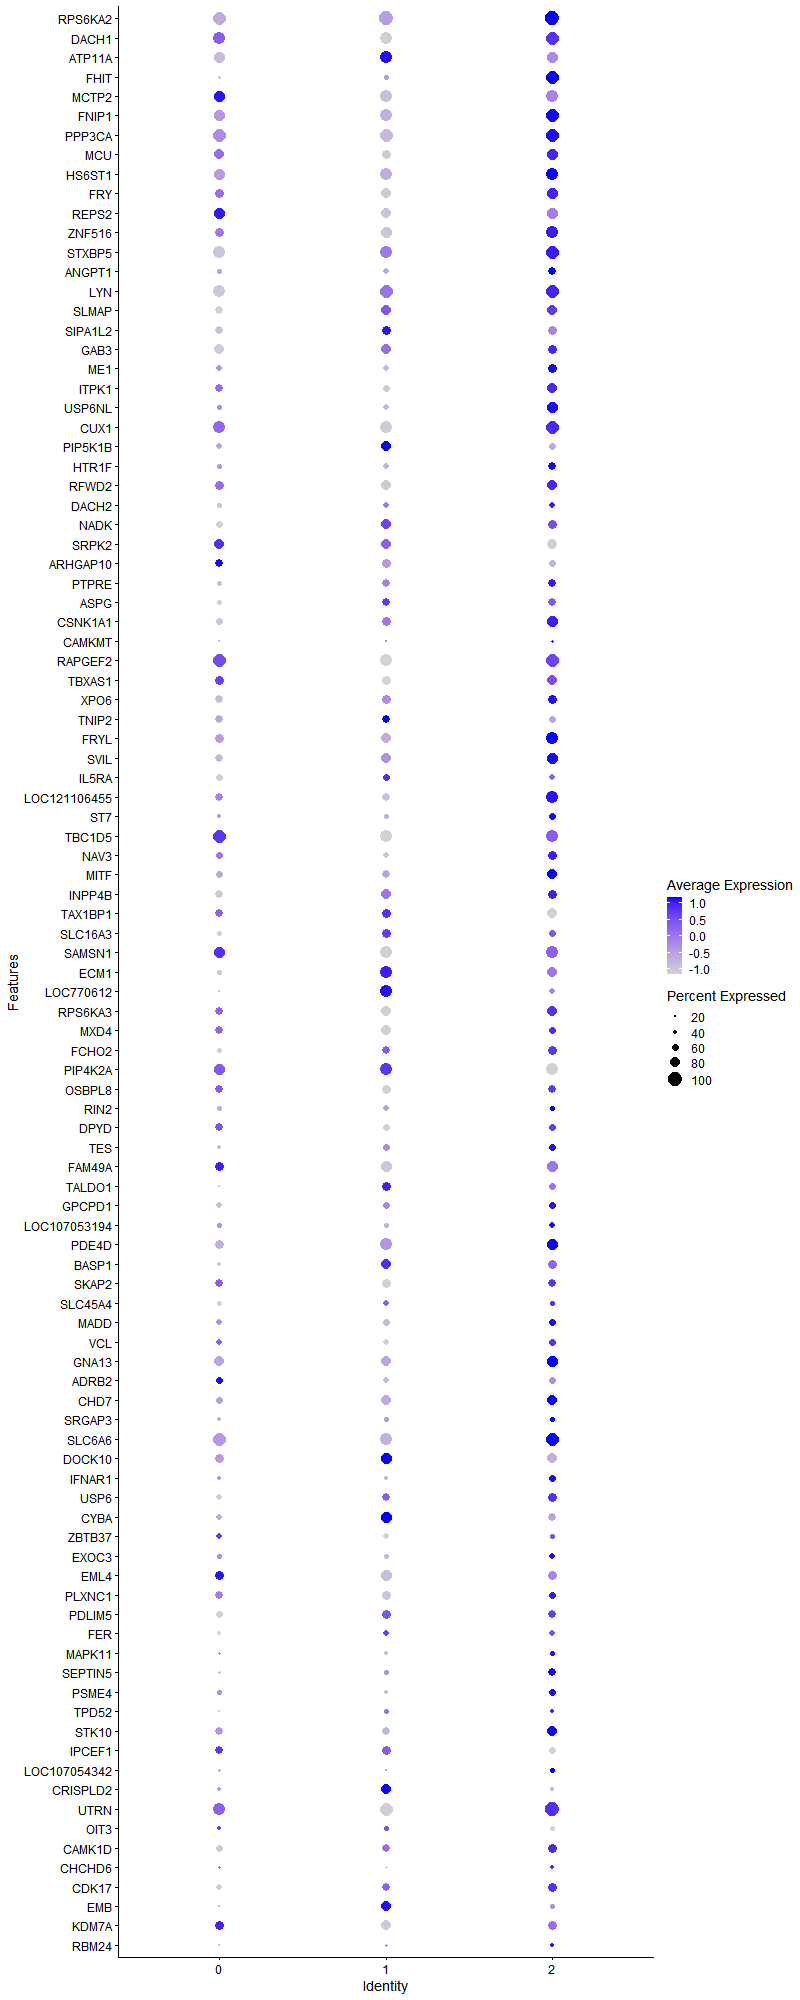 RPS6KA2
DACH1
ATP11A
FHIT
MCTP2
FNIP1
PPP3CA
MCU
HS6ST1
FRY
REPS2
ZNF516
STXBP5
ANGPT1
LYN
SLMAP
SIPA1L2
GAB3
ME1
ITPK1
USP6NL
CUX1
PIP5K1B
HTR1F
RFWD2
DACH2
NADK
SRPK2
ARHGAP10
PTPRE
ASPG
CSNK1A1
CAMKMT
RAPGEF2
TBXAS1
XPO6
TNIP2
FRYL
SVIL
IL5RA
LOC121106455
ST7
TBC1D5
NAV3
MITF
INPP4B
TAX1BP1
SLC16A3
SAMSN1
ECM1
LOC770612
RPS6KA3
MXD4
FCHO2
PIP4K2A
OSBPL8
RIN2
DPYD
TES
FAM49A
TALDO1
GPCPD1
LOC107053194
PDE4D
BASP1
SKAP2
SLC45A4
MADD
VCL
GNA13
ADRB2
CHD7
SRGAP3
SLC6A6
DOCK10
IFNAR1
USP6
CYBA
ZBTB37
EXOC3
EML4
PLXNC1
PDLIM5
FER
MAPK11
SEPTIN5
PSME4
TPD52
STK10
IPCEF1
LOC107054342
CRISPLD2
UTRN
OIT3
CAMK1D
CHCHD6
CDK17
EMB
KDM7A
RBM24
Features
0 1 2
Identity
Average Expression
1.0
0.5
0.0
-0.5
-1.0
Percent Expressed
20
40
60
80
100